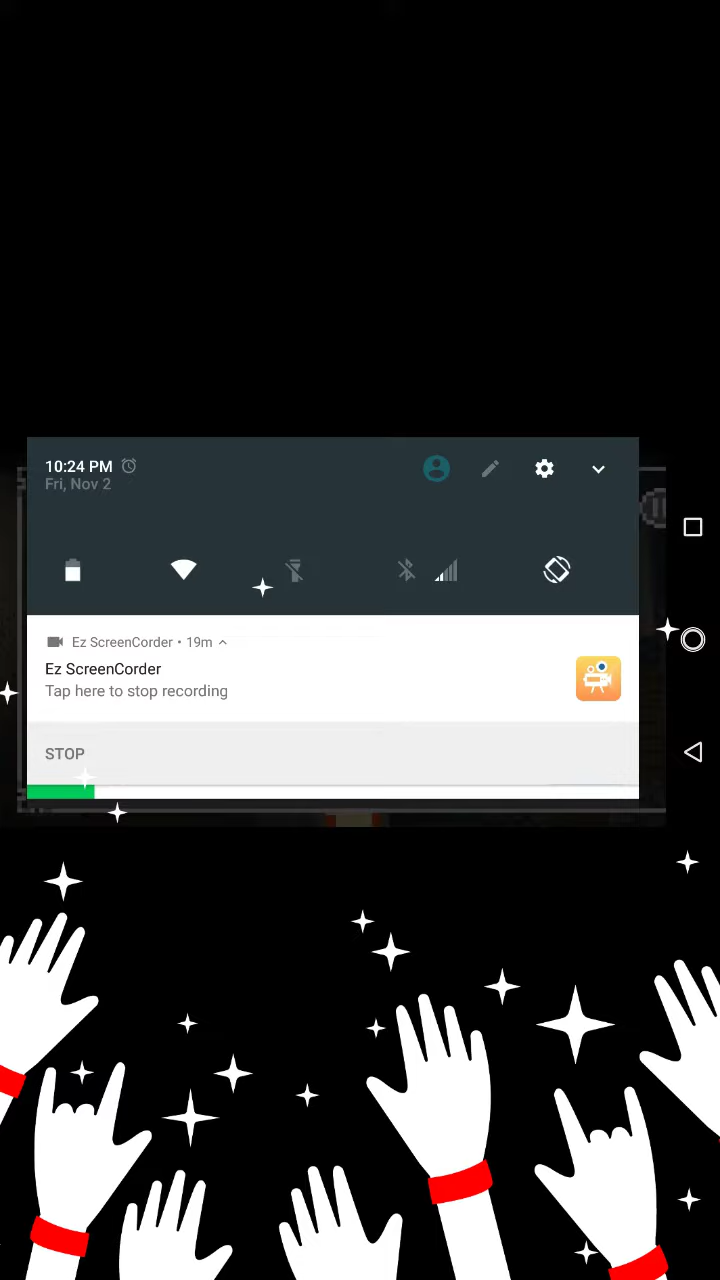 10:24 PM
Fri, Nov 2
Ez ScreenCorder • 19m
Ez ScreenCorder
Tap here to stop recording
STOP